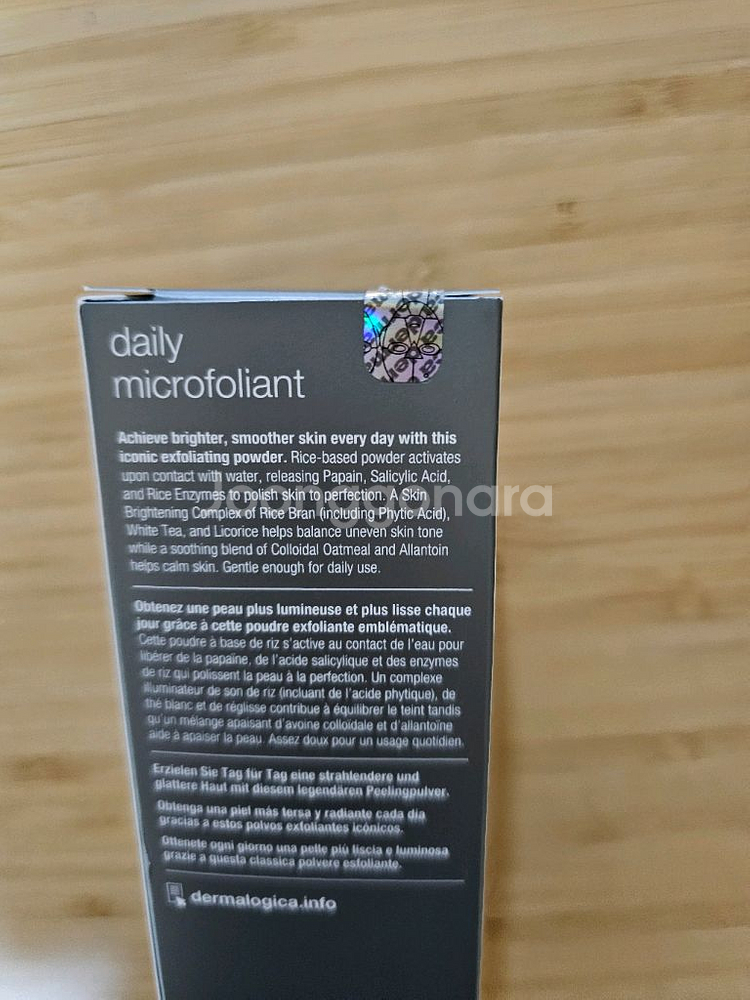 daily
microfoliant
Achieve brighter, smoother skin every day with this
iconic exfoliating powder. Rice-based powder activates
upon contact with water, releasing Papain, Salicylic Acid,
and Rice Enzymes to polish skin to perfection. A Skin
Brightening Complex of Rice Bran (including Phytic Acid),
White Tea, and Licorice helps balance uneven skin tone
while a soothing blend of Colloidal Oatmeal and Allantoin
helps calm skin. Gentle enough for daily use.
Joonggonara
Obtenez une peau plus lumineuse et plus lisse chaque
jour grâce à cette poudre exfoliante emblématique.
Cette poudre à base de riz s'active au contact de l'eau pour
libérer de la papaïne, de l'acide salicylique et des enzymes
de riz qui polissent la peau à la perfection. Un complexe
illuminateur de son de riz (incluant de l'acide phytique), de
thé blanc et de réglisse contribue à équilibrer le teint tandis
qu'un mélange apaisant d'avoine colloïdale et d'allantoïne
aide à apaiser la peau. Assez doux pour un usage quotidien.
Erzielen Sie Tag für Tag eine strahlendere und
glattere Haut mit diesem legendären Peelingpulver.
Obtenga una piel más tersa y radiante cada día
gracias a estos polvos exfoliantes icónicos.
Ottenete ogni giorno una pelle più liscia e luminosa
grazie a questa classica polvere esfoliante.
dermalogica.info